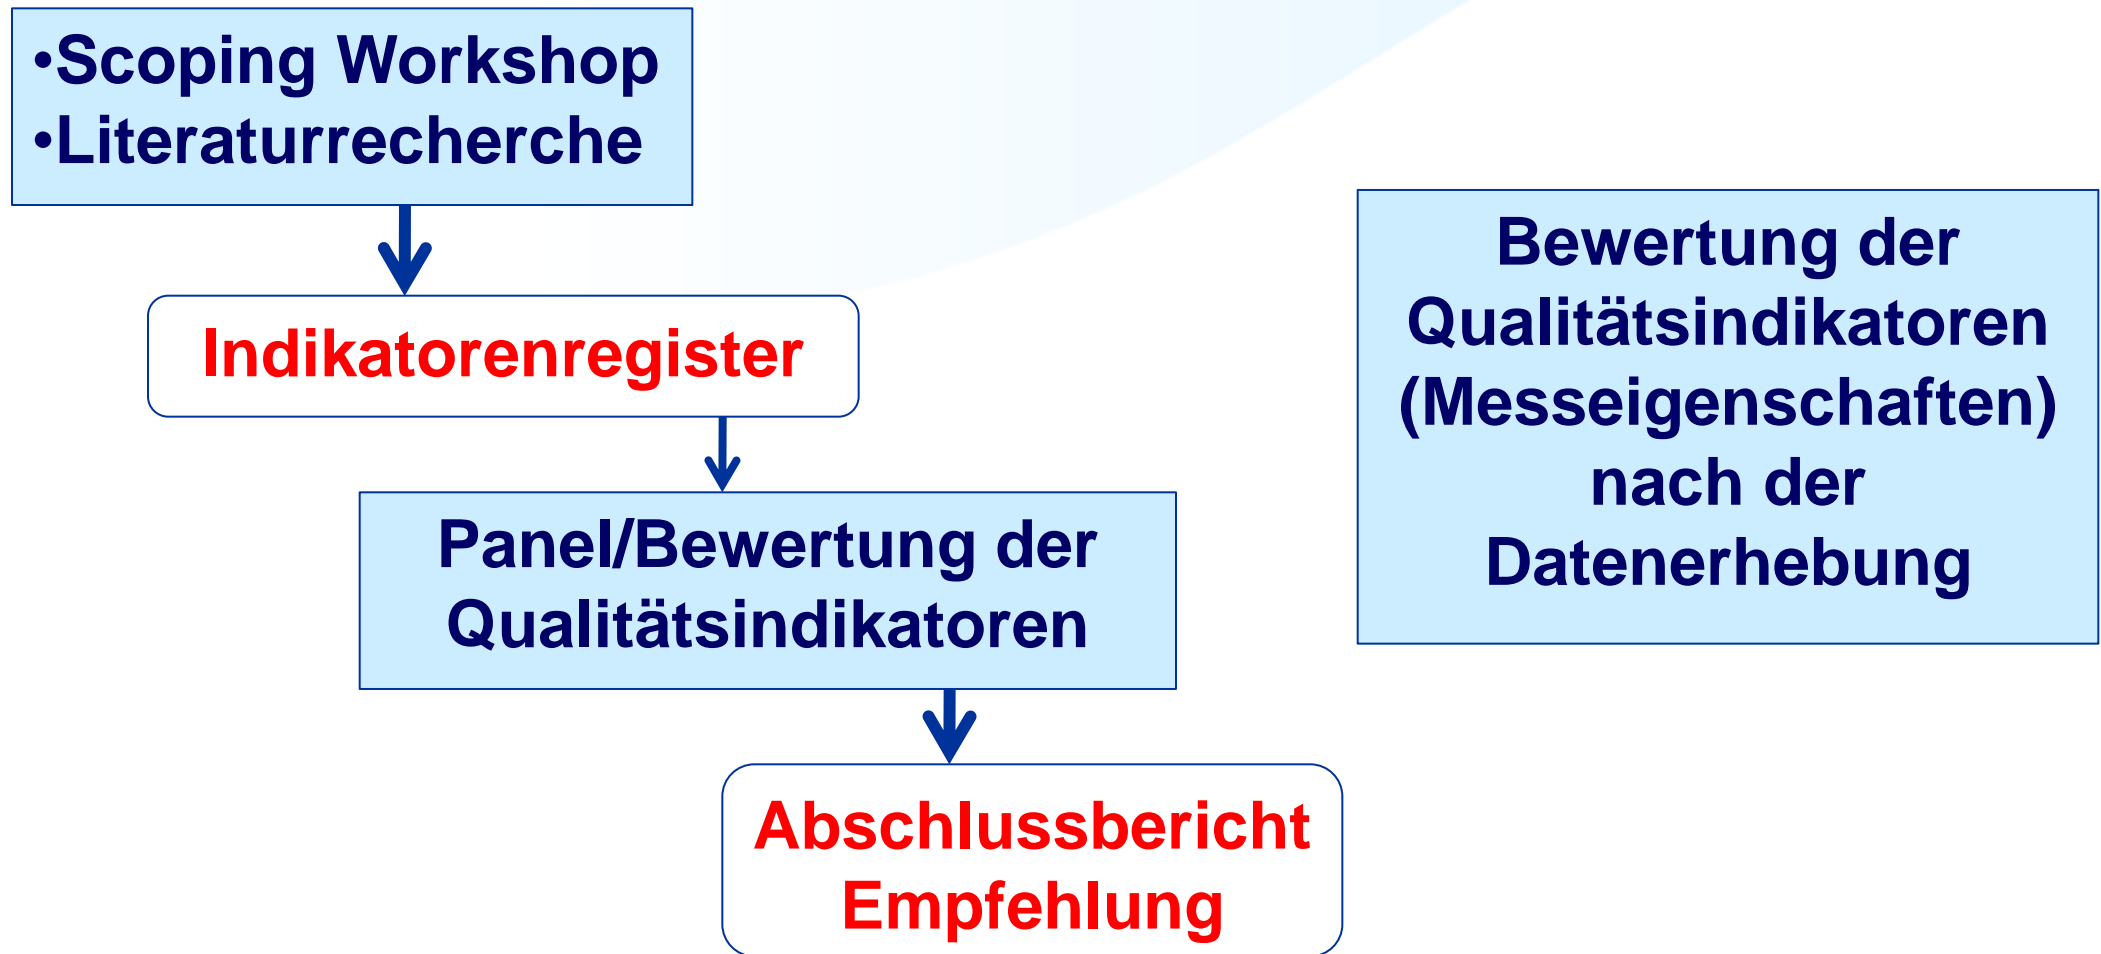 •Scoping Workshop
•Literaturrecherche
Indikatorenregister
Panel/Bewertung der
Qualitätsindikatoren
Abschlussbericht
Empfehlung
Bewertung der
Qualitätsindikatoren
(Messeigenschaften)
nach der
Datenerhebung